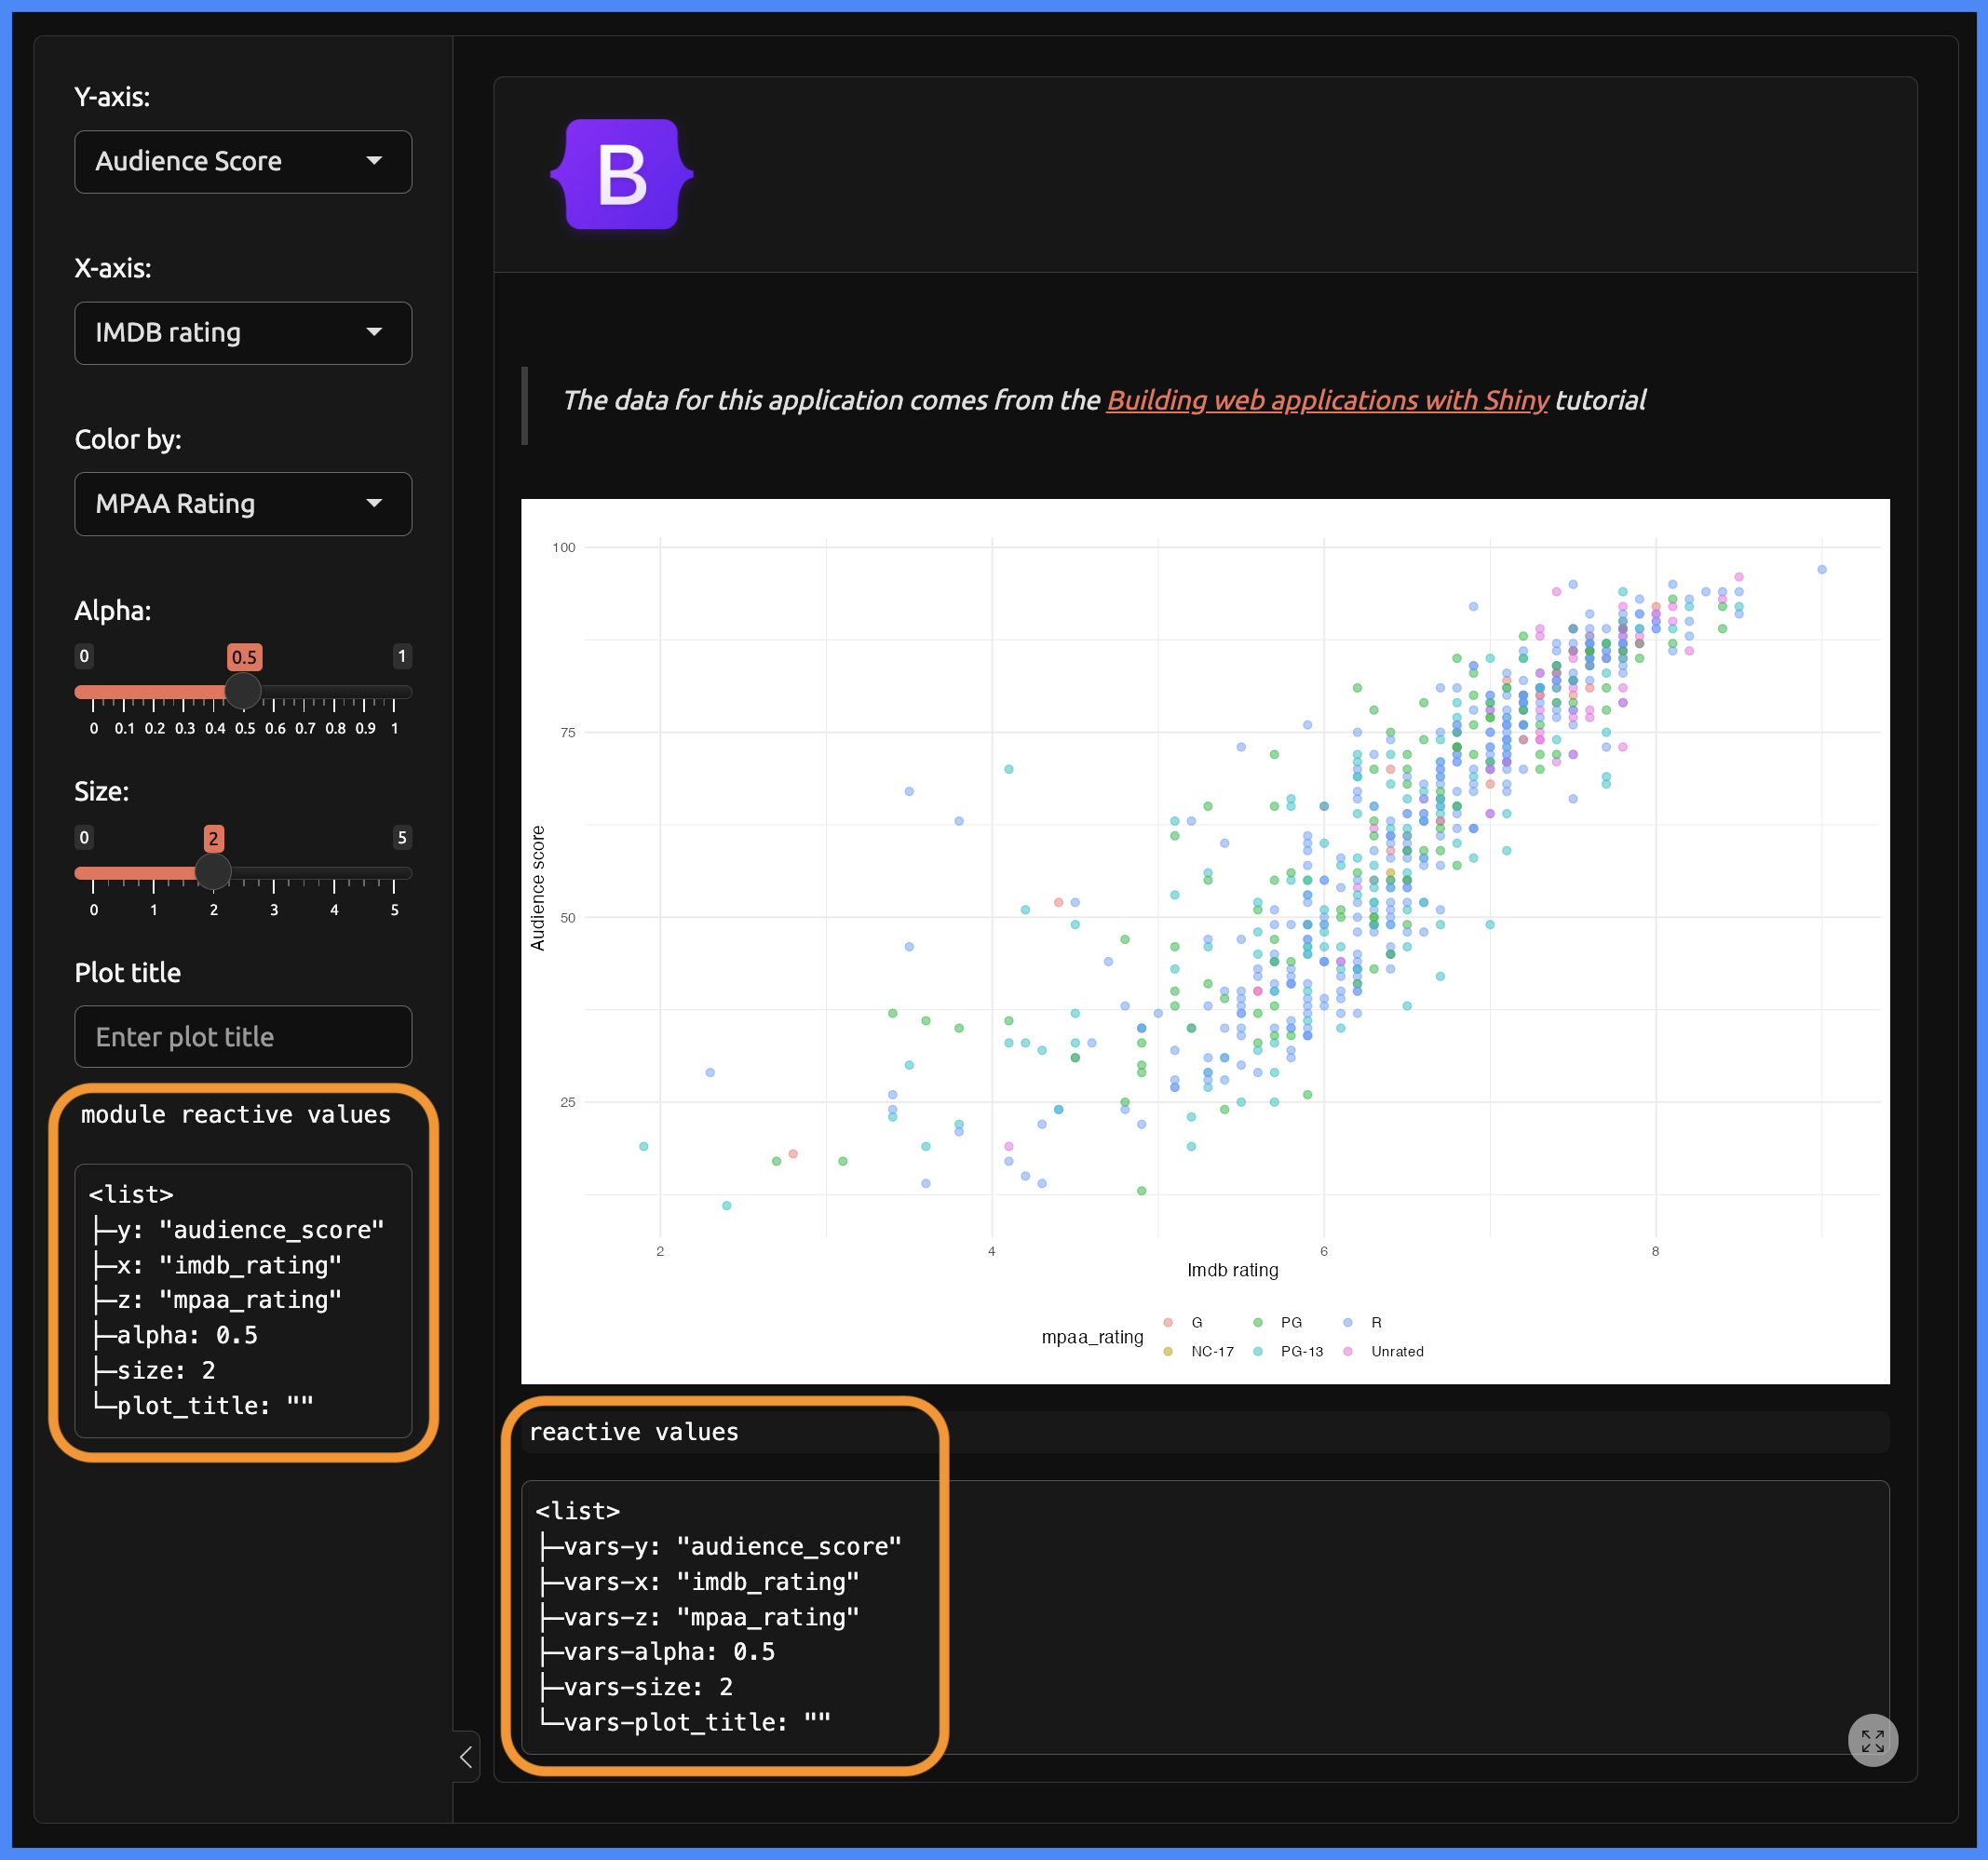 Y-axis:
Audience Score
X-axis:
IMDB rating
Color by:
MPAA Rating
Alpha:
0 0.5 1
0 0.1 0.2 0.3 0.4 0.5 0.6 0.7 0.8 0.9 1
Size:
0 2 5
0 1 2 3 4 5
Plot title
Enter plot title
module reactive values
<list>
├─y: "audience_score"
├─x: "imdb_rating"
├─z: "mpaa_rating"
├─alpha: 0.5
├─size: 2
└─plot_title: ""
B
The data for this application comes from the Building web applications with Shiny tutorial
100
75
50
25
Audience score
2 4 6 8
Imdb rating
mpaa_rating
G PG R
NC-17 PG-13 Unrated
reactive values
<list>
├─vars-y: "audience_score"
├─vars-x: "imdb_rating"
├─vars-z: "mpaa_rating"
├─vars-alpha: 0.5
├─vars-size: 2
└─vars-plot_title: ""